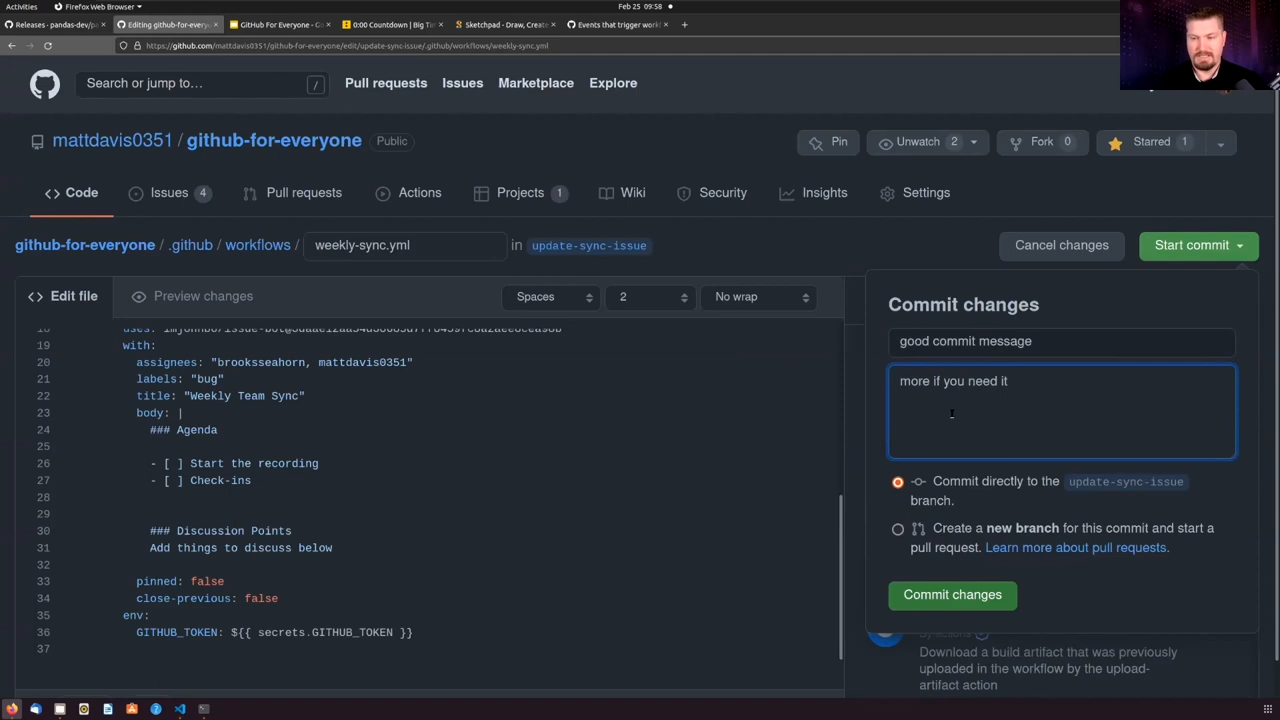 Activities
Firefox Web Browser
Feb 25 09:58
Releases · pandas-dev/pa
Editing github-for-every
GitHub For Everyone - G
0:00 Countdown | Big Ti
Sketchpad - Draw, Create
Events that trigger work
https://github.com/mattdavis0351/github-for-everyone/edit/update-sync-issue/.github/workflows/weekly-sync.yml
Search or jump to…
/
Pull requests
Issues
Marketplace
Explore
mattdavis0351 / github-for-everyone Public
Pin
Unwatch 2
Fork 0
Starred 1
Code
Issues 4
Pull requests
Actions
Projects 1
Wiki
Security
Insights
Settings
github-for-everyone / .github / workflows / weekly-sync.yml in update-sync-issue
Cancel changes
Start commit
Edit file
Preview changes
Spaces
2
No wrap
19 with:
20 assignees: "brooksseahorn, mattdavis0351"
21 labels: "bug"
22 title: "Weekly Team Sync"
23 body: |
24 ### Agenda
25
26 - [ ] Start the recording
27 - [ ] Check-ins
28
29
30 ### Discussion Points
31 Add things to discuss below
32
33 pinned: false
34 close-previous: false
35 env:
36 GITHUB_TOKEN: ${{ secrets.GITHUB_TOKEN }}
37
Commit changes
good commit message
more if you need it
Commit directly to the update-sync-issue
branch.
Create a new branch for this commit and start a
pull request. Learn more about pull requests.
Commit changes
Download a build artifact that was previously
uploaded in the workflow by the upload-
artifact action